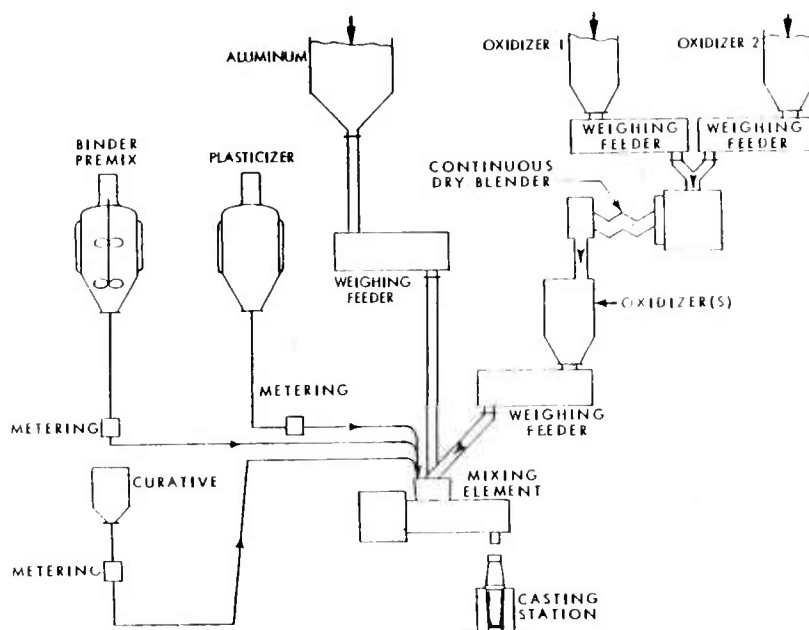 OXIDIZER 1
OXIDIZER 2
ALUMINUM
WEIGHING
FEEDER
WEIGHING
FEEDER
BINDER
PREMIX
PLASTICIZER
CONTINUOUS
DRY BLENDER
WEIGHING
FEEDER
OXIDIZER(S)
METERING
WEIGHING
FEEDER
METERING
CURATIVE
MIXING
ELEMENT
METERING
CASTING
STATION